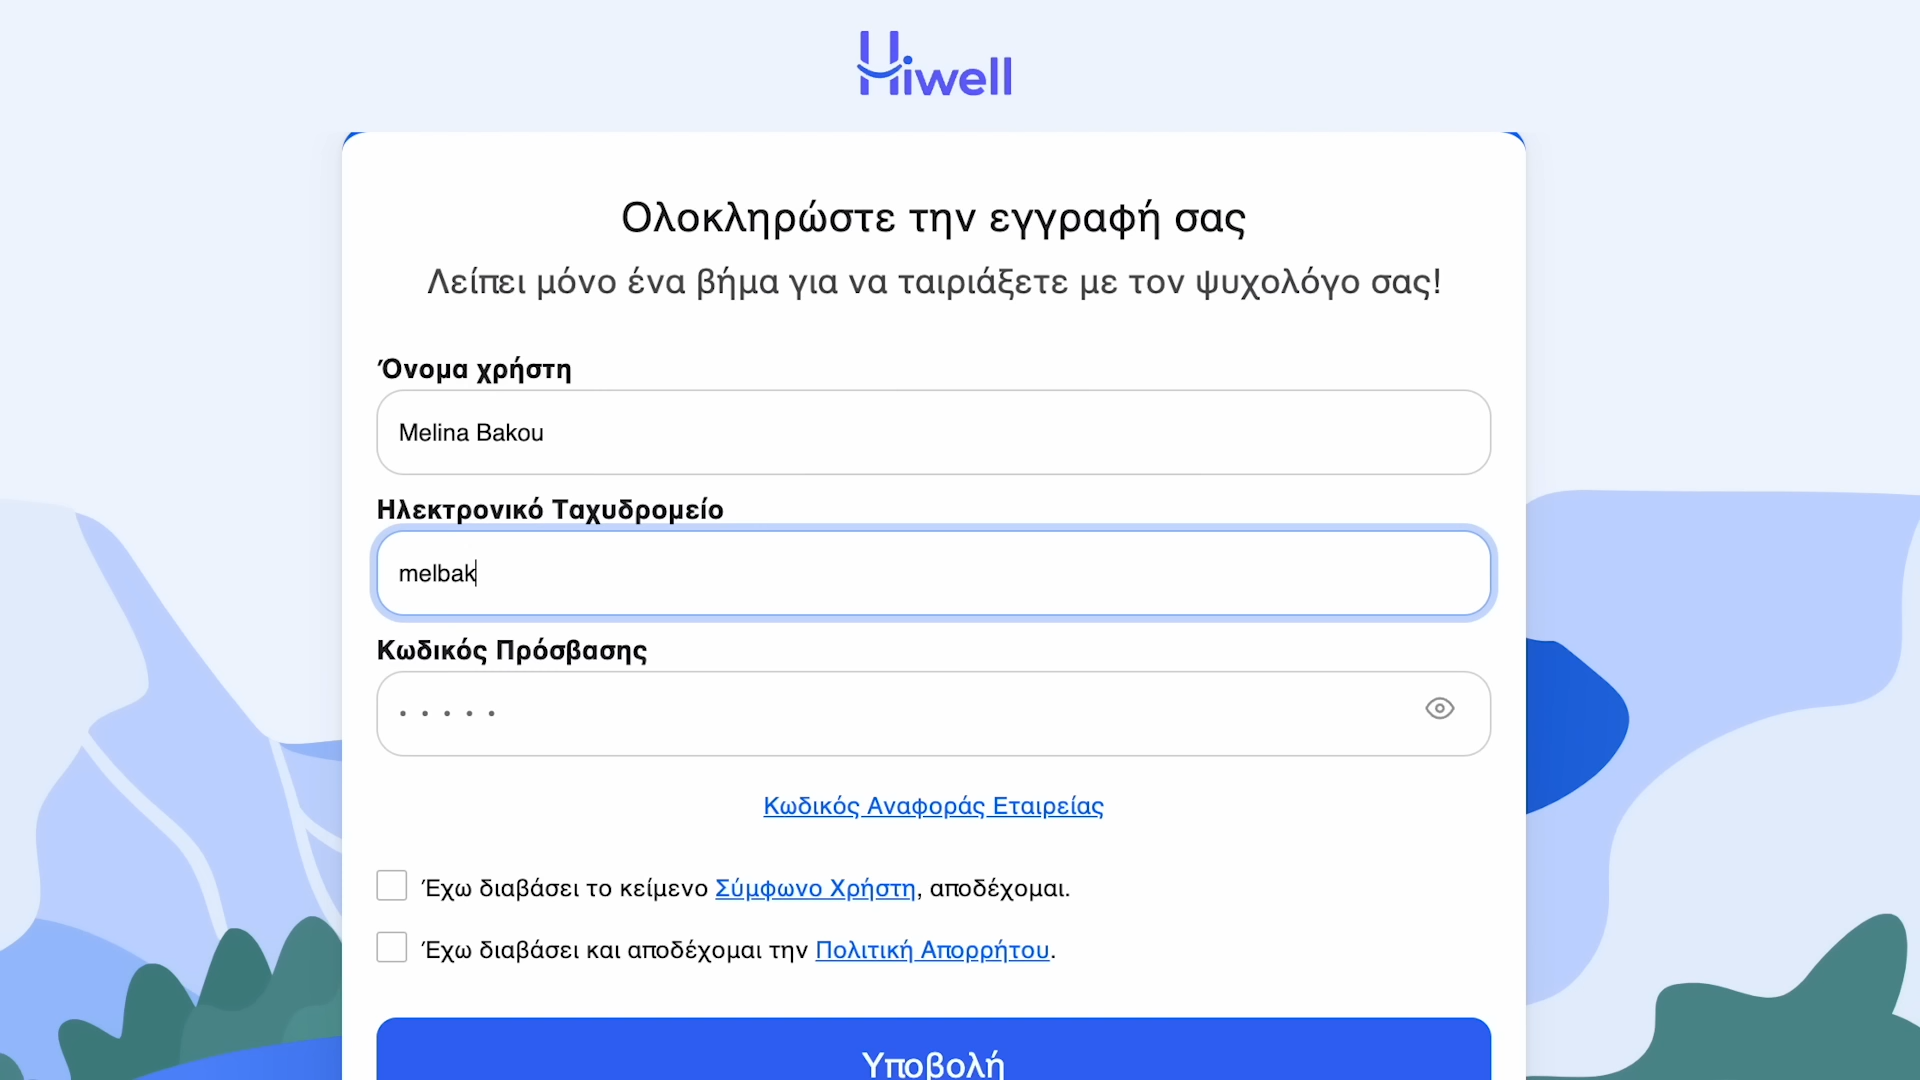 Hiwell
Ολοκληρώστε την εγγραφή σας
Λείπει μόνο ένα βήμα για να ταιριάξετε με τον ψυχολόγο σας!
Όνομα χρήστη
Melina Bakou
Ηλεκτρονικό Ταχυδρομείο
melbak
Κωδικός Πρόσβασης
• • • • •
Κωδικός Αναφοράς Εταιρείας
Έχω διαβάσει το κείμενο Σύμφωνο Χρήστη, αποδέχομαι.
Έχω διαβάσει και αποδέχομαι την Πολιτική Απορρήτου.
Υποβολή